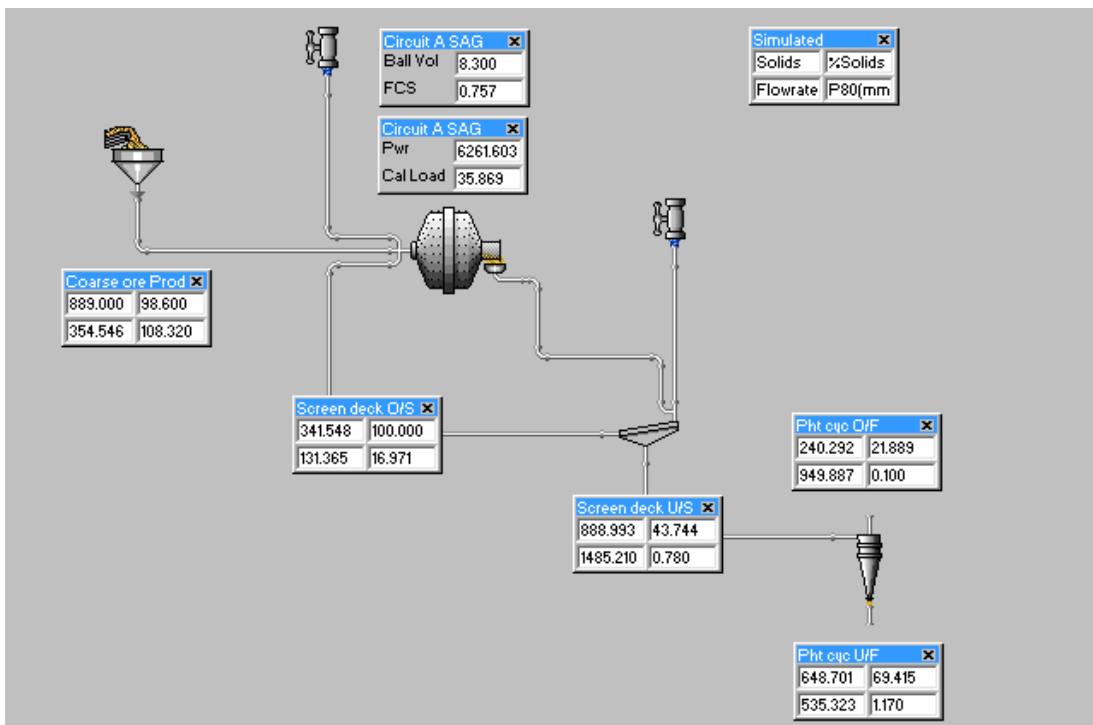 Circuit A SAG
Ball Vol 8.300
FCS 0.757
Simulated
Solids %Solids
Flowrate P80(mm
Circuit A SAG
Pwr 6261.603
Cal Load 35.869
Coarse ore Prod
889.000 98.600
354.546 108.320
Screen deck O/S
341.548 100.000
131.365 16.971
Pht cyc O/F
240.292 21.889
949.887 0.100
Screen deck U/S
888.993 43.744
1485.210 0.780
Pht cyc U/F
648.701 69.415
535.323 1.170